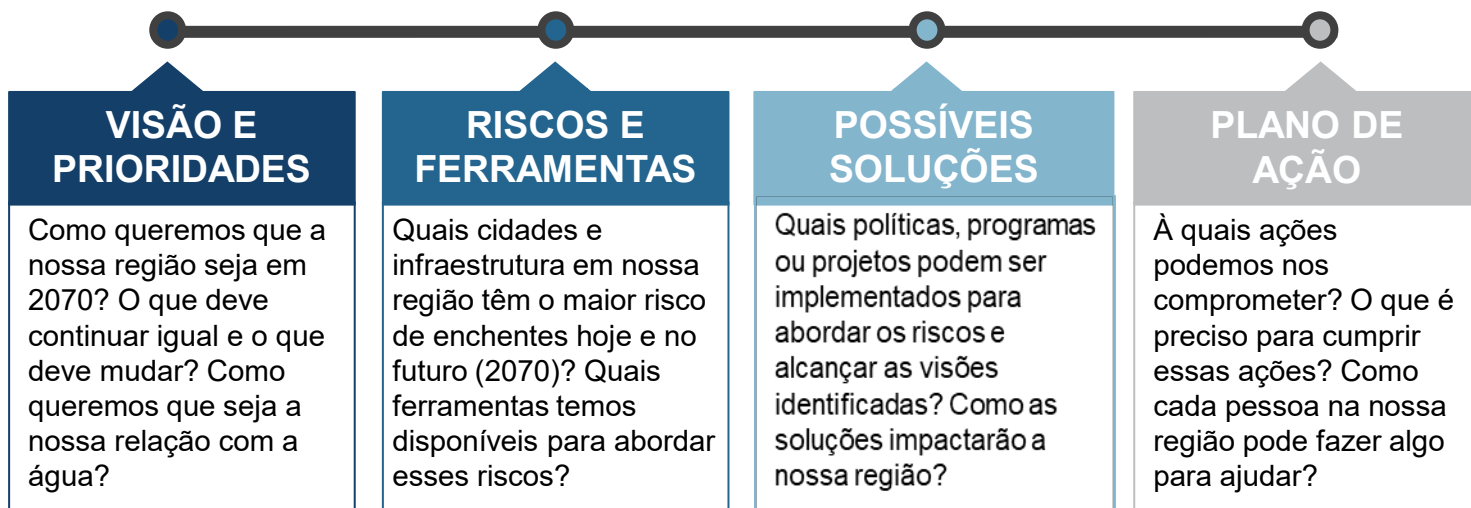 VISÃO E
PRIORIDADES
Como queremos que a
nossa região seja em
2070? O que deve
continuar igual e o que
deve mudar? Como
queremos que seja a
nossa relação com a
água?
RISCOS E
FERRAMENTAS
Quais cidades e
infraestrutura em nossa
região têm o maior risco
de enchentes hoje e no
futuro (2070)? Quais
ferramentas temos
disponíveis para abordar
esses riscos?
POSSÍVEIS
SOLUÇÕES
Quais políticas, programas
ou projetos podem ser
implementados para
abordar os riscos e
alcançar as visões
identificadas? Como as
soluções impactarão a
nossa região?
PLANO DE
AÇÃO
À quais ações
podemos nos
comprometer? O que é
preciso para cumprir
essas ações? Como
cada pessoa na nossa
região pode fazer algo
para ajudar?